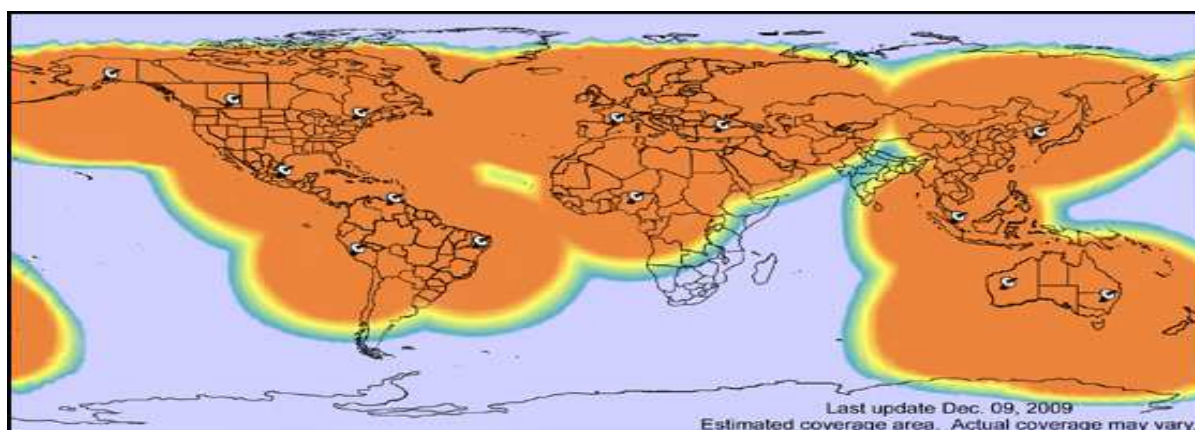 Last update Dec. 09, 2009
Estimated coverage area. Actual coverage may vary.